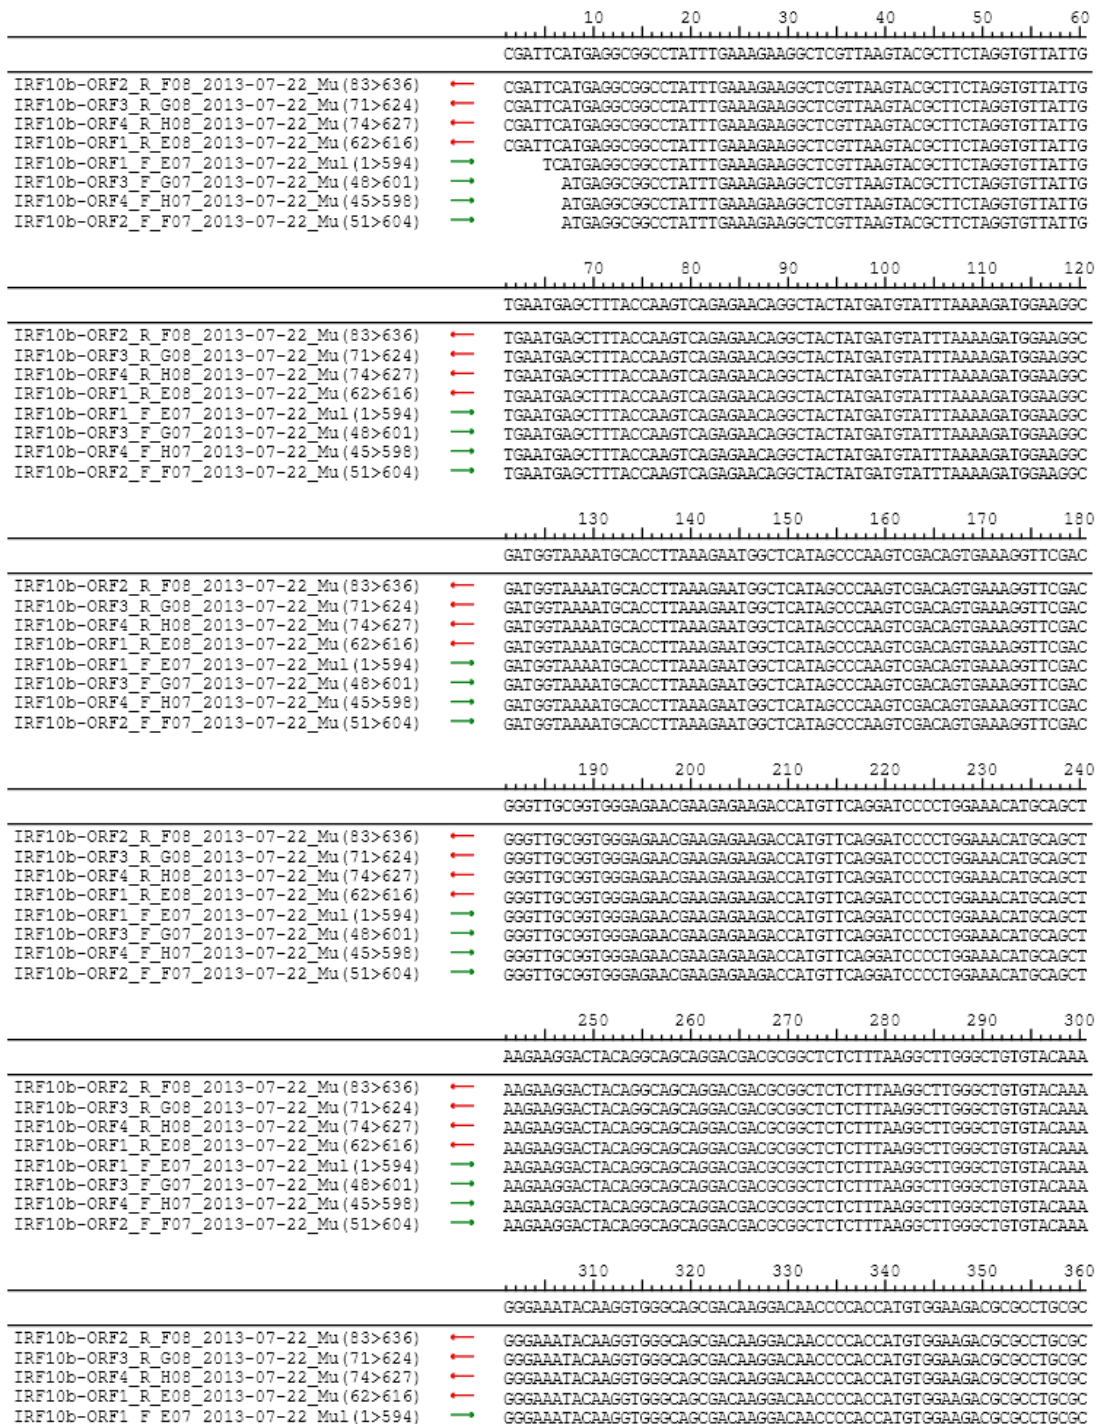 10 20 30 40 50 60
CGATTCATGAGGCGGCCTATTTGAAAGAAGGCTCGTTAAGTACGCTTCTAGGTGTTATTG
IRF10b-ORF2_R_F08_2013-07-22_Mu(83>636) ← CGATTCATGAGGCGGCCTATTTGAAAGAAGGCTCGTTAAGTACGCTTCTAGGTGTTATTG
IRF10b-ORF3_R_G08_2013-07-22_Mu(71>624) ← CGATTCATGAGGCGGCCTATTTGAAAGAAGGCTCGTTAAGTACGCTTCTAGGTGTTATTG
IRF10b-ORF4_R_H08_2013-07-22_Mu(74>627) ← CGATTCATGAGGCGGCCTATTTGAAAGAAGGCTCGTTAAGTACGCTTCTAGGTGTTATTG
IRF10b-ORF1_R_E08_2013-07-22_Mu(62>616) ← CGATTCATGAGGCGGCCTATTTGAAAGAAGGCTCGTTAAGTACGCTTCTAGGTGTTATTG
IRF10b-ORF1_F_E07_2013-07-22_Mul(1>594) → TCATGAGGCGGCCTATTTGAAAGAAGGCTCGTTAAGTACGCTTCTAGGTGTTATTG
IRF10b-ORF3_F_G07_2013-07-22_Mu(48>601) → ATGAGGCGGCCTATTTGAAAGAAGGCTCGTTAAGTACGCTTCTAGGTGTTATTG
IRF10b-ORF4_F_H07_2013-07-22_Mu(45>598) → ATGAGGCGGCCTATTTGAAAGAAGGCTCGTTAAGTACGCTTCTAGGTGTTATTG
IRF10b-ORF2_F_F07_2013-07-22_Mu(51>604) → ATGAGGCGGCCTATTTGAAAGAAGGCTCGTTAAGTACGCTTCTAGGTGTTATTG
70 80 90 100 110 120
TGAATGAGCTTTACCAAGTCAGAGAACAGGCTACTATGATGTATTTAAAAGATGGAAGGC
IRF10b-ORF2_R_F08_2013-07-22_Mu(83>636) ← TGAATGAGCTTTACCAAGTCAGAGAACAGGCTACTATGATGTATTTAAAAGATGGAAGGC
IRF10b-ORF3_R_G08_2013-07-22_Mu(71>624) ← TGAATGAGCTTTACCAAGTCAGAGAACAGGCTACTATGATGTATTTAAAAGATGGAAGGC
IRF10b-ORF4_R_H08_2013-07-22_Mu(74>627) ← TGAATGAGCTTTACCAAGTCAGAGAACAGGCTACTATGATGTATTTAAAAGATGGAAGGC
IRF10b-ORF1_R_E08_2013-07-22_Mu(62>616) ← TGAATGAGCTTTACCAAGTCAGAGAACAGGCTACTATGATGTATTTAAAAGATGGAAGGC
IRF10b-ORF1_F_E07_2013-07-22_Mul(1>594) → TGAATGAGCTTTACCAAGTCAGAGAACAGGCTACTATGATGTATTTAAAAGATGGAAGGC
IRF10b-ORF3_F_G07_2013-07-22_Mu(48>601) → TGAATGAGCTTTACCAAGTCAGAGAACAGGCTACTATGATGTATTTAAAAGATGGAAGGC
IRF10b-ORF4_F_H07_2013-07-22_Mu(45>598) → TGAATGAGCTTTACCAAGTCAGAGAACAGGCTACTATGATGTATTTAAAAGATGGAAGGC
IRF10b-ORF2_F_F07_2013-07-22_Mu(51>604) → TGAATGAGCTTTACCAAGTCAGAGAACAGGCTACTATGATGTATTTAAAAGATGGAAGGC
130 140 150 160 170 180
GATGGTAAAATGCACCTTAAAGAATGGCTCATAGCCCAAGTCGACAGTGAAAGGTTCGAC
IRF10b-ORF2_R_F08_2013-07-22_Mu(83>636) ← GATGGTAAAATGCACCTTAAAGAATGGCTCATAGCCCAAGTCGACAGTGAAAGGTTCGAC
IRF10b-ORF3_R_G08_2013-07-22_Mu(71>624) ← GATGGTAAAATGCACCTTAAAGAATGGCTCATAGCCCAAGTCGACAGTGAAAGGTTCGAC
IRF10b-ORF4_R_H08_2013-07-22_Mu(74>627) ← GATGGTAAAATGCACCTTAAAGAATGGCTCATAGCCCAAGTCGACAGTGAAAGGTTCGAC
IRF10b-ORF1_R_E08_2013-07-22_Mu(62>616) ← GATGGTAAAATGCACCTTAAAGAATGGCTCATAGCCCAAGTCGACAGTGAAAGGTTCGAC
IRF10b-ORF1_F_E07_2013-07-22_Mul(1>594) → GATGGTAAAATGCACCTTAAAGAATGGCTCATAGCCCAAGTCGACAGTGAAAGGTTCGAC
IRF10b-ORF3_F_G07_2013-07-22_Mu(48>601) → GATGGTAAAATGCACCTTAAAGAATGGCTCATAGCCCAAGTCGACAGTGAAAGGTTCGAC
IRF10b-ORF4_F_H07_2013-07-22_Mu(45>598) → GATGGTAAAATGCACCTTAAAGAATGGCTCATAGCCCAAGTCGACAGTGAAAGGTTCGAC
IRF10b-ORF2_F_F07_2013-07-22_Mu(51>604) → GATGGTAAAATGCACCTTAAAGAATGGCTCATAGCCCAAGTCGACAGTGAAAGGTTCGAC
190 200 210 220 230 240
GGGTTGCGGTGGGAGAACGAAGAGAAGACCATGTTCAGGATCCCCTGGAAACATGCAGCT
IRF10b-ORF2_R_F08_2013-07-22_Mu(83>636) ← GGGTTGCGGTGGGAGAACGAAGAGAAGACCATGTTCAGGATCCCCTGGAAACATGCAGCT
IRF10b-ORF3_R_G08_2013-07-22_Mu(71>624) ← GGGTTGCGGTGGGAGAACGAAGAGAAGACCATGTTCAGGATCCCCTGGAAACATGCAGCT
IRF10b-ORF4_R_H08_2013-07-22_Mu(74>627) ← GGGTTGCGGTGGGAGAACGAAGAGAAGACCATGTTCAGGATCCCCTGGAAACATGCAGCT
IRF10b-ORF1_R_E08_2013-07-22_Mu(62>616) ← GGGTTGCGGTGGGAGAACGAAGAGAAGACCATGTTCAGGATCCCCTGGAAACATGCAGCT
IRF10b-ORF1_F_E07_2013-07-22_Mul(1>594) → GGGTTGCGGTGGGAGAACGAAGAGAAGACCATGTTCAGGATCCCCTGGAAACATGCAGCT
IRF10b-ORF3_F_G07_2013-07-22_Mu(48>601) → GGGTTGCGGTGGGAGAACGAAGAGAAGACCATGTTCAGGATCCCCTGGAAACATGCAGCT
IRF10b-ORF4_F_H07_2013-07-22_Mu(45>598) → GGGTTGCGGTGGGAGAACGAAGAGAAGACCATGTTCAGGATCCCCTGGAAACATGCAGCT
IRF10b-ORF2_F_F07_2013-07-22_Mu(51>604) → GGGTTGCGGTGGGAGAACGAAGAGAAGACCATGTTCAGGATCCCCTGGAAACATGCAGCT
250 260 270 280 290 300
AAGAAGGACTACAGGCAGCAGGACGACGCGGCTCTCTTTAAGGCTTGGGCTGTGTACAAA
IRF10b-ORF2_R_F08_2013-07-22_Mu(83>636) ← AAGAAGGACTACAGGCAGCAGGACGACGCGGCTCTCTTTAAGGCTTGGGCTGTGTACAAA
IRF10b-ORF3_R_G08_2013-07-22_Mu(71>624) ← AAGAAGGACTACAGGCAGCAGGACGACGCGGCTCTCTTTAAGGCTTGGGCTGTGTACAAA
IRF10b-ORF4_R_H08_2013-07-22_Mu(74>627) ← AAGAAGGACTACAGGCAGCAGGACGACGCGGCTCTCTTTAAGGCTTGGGCTGTGTACAAA
IRF10b-ORF1_R_E08_2013-07-22_Mu(62>616) ← AAGAAGGACTACAGGCAGCAGGACGACGCGGCTCTCTTTAAGGCTTGGGCTGTGTACAAA
IRF10b-ORF1_F_E07_2013-07-22_Mul(1>594) → AAGAAGGACTACAGGCAGCAGGACGACGCGGCTCTCTTTAAGGCTTGGGCTGTGTACAAA
IRF10b-ORF3_F_G07_2013-07-22_Mu(48>601) → AAGAAGGACTACAGGCAGCAGGACGACGCGGCTCTCTTTAAGGCTTGGGCTGTGTACAAA
IRF10b-ORF4_F_H07_2013-07-22_Mu(45>598) → AAGAAGGACTACAGGCAGCAGGACGACGCGGCTCTCTTTAAGGCTTGGGCTGTGTACAAA
IRF10b-ORF2_F_F07_2013-07-22_Mu(51>604) → AAGAAGGACTACAGGCAGCAGGACGACGCGGCTCTCTTTAAGGCTTGGGCTGTGTACAAA
310 320 330 340 350 360
GGGAAATACAAGGTGGGCAGCGACAAGGACAACCCCACCATGTGGAAGACGCGCCTGCGC
IRF10b-ORF2_R_F08_2013-07-22_Mu(83>636) ← GGGAAATACAAGGTGGGCAGCGACAAGGACAACCCCACCATGTGGAAGACGCGCCTGCGC
IRF10b-ORF3_R_G08_2013-07-22_Mu(71>624) ← GGGAAATACAAGGTGGGCAGCGACAAGGACAACCCCACCATGTGGAAGACGCGCCTGCGC
IRF10b-ORF4_R_H08_2013-07-22_Mu(74>627) ← GGGAAATACAAGGTGGGCAGCGACAAGGACAACCCCACCATGTGGAAGACGCGCCTGCGC
IRF10b-ORF1_R_E08_2013-07-22_Mu(62>616) ← GGGAAATACAAGGTGGGCAGCGACAAGGACAACCCCACCATGTGGAAGACGCGCCTGCGC
IRF10b-ORF1_F_E07_2013-07-22_Mul(1>594) → GGGAAATACAAGGTGGGCAGCGACAAGGACAACCCCACCATGTGGAAGACGCGCCTGCGC